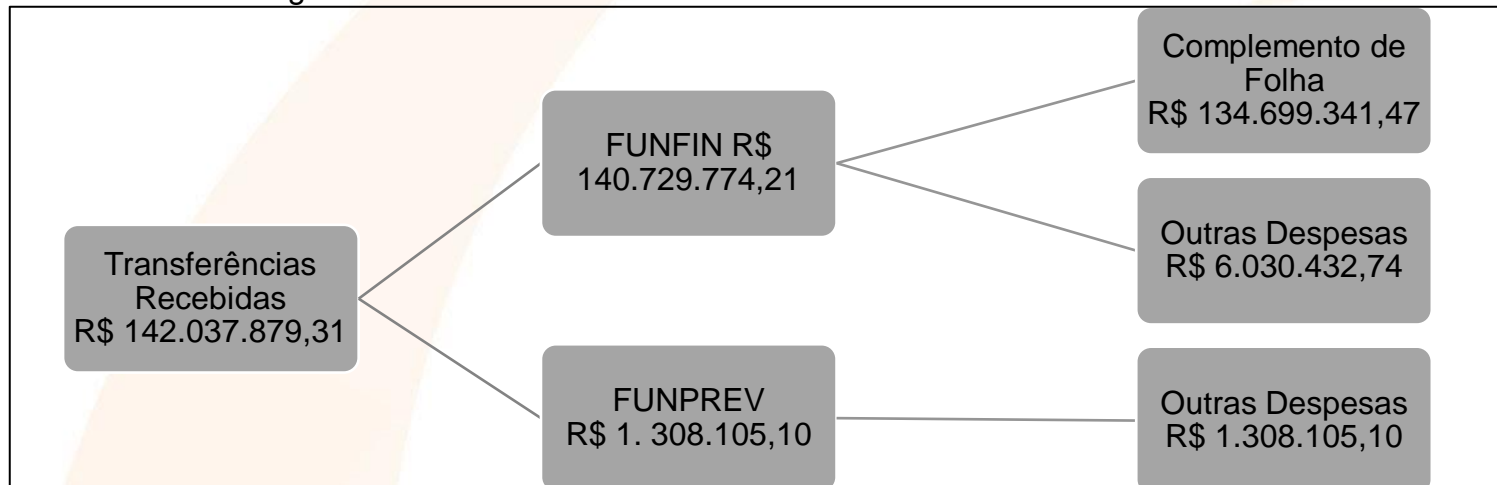 Transferências
Recebidas
R$ 142.037.879,31
FUNFIN R$
140.729.774,21
Complemento de
Folha
R$ 134.699.341,47
Outras Despesas
R$ 6.030.432,74
FUNPREV
R$ 1. 308.105,10
Outras Despesas
R$ 1.308.105,10